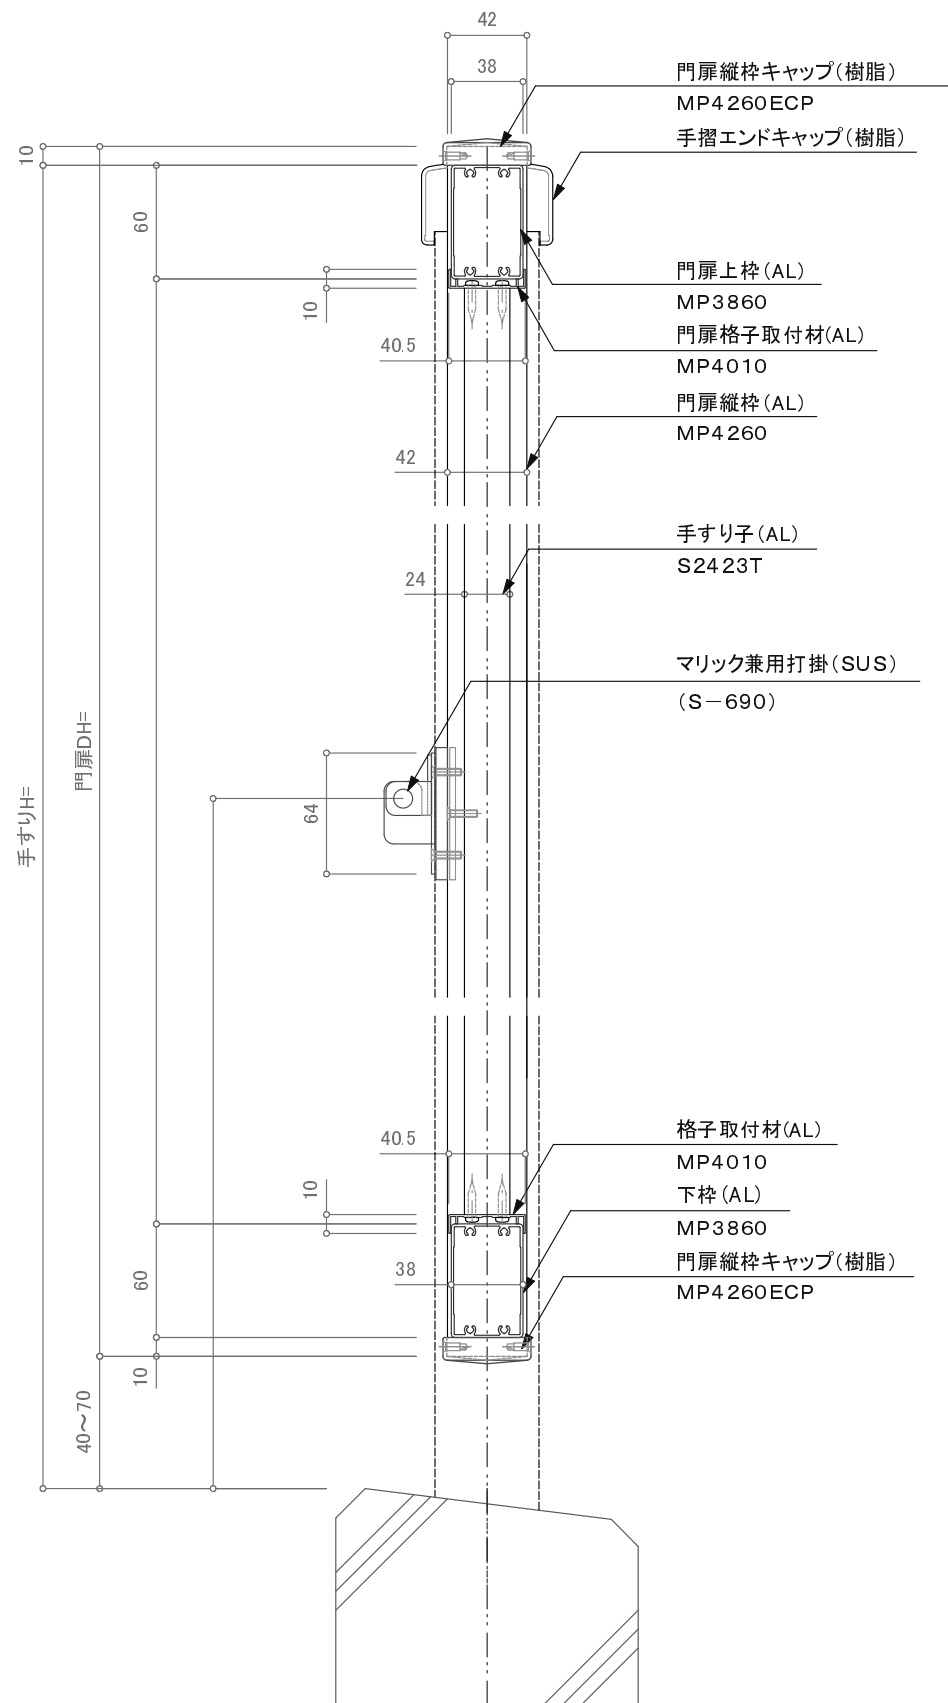 42
38
門扉縦枠キャップ(樹脂)
MP4260ECP
手摺エンドキャップ(樹脂)
10
60
門扉上枠(AL)
MP3860
10
門扉格子取付材(AL)
40.5
MP4010
門扉縦枠(AL)
MP4260
42
手すり子(AL)
S2423T
24
マリック兼用打掛(SUS)
(S－690)
門扉DH=
手すりH=
64
格子取付材(AL)
40.5
MP4010
10
下枠(AL)
MP3860
60
38
門扉縦枠キャップ(樹脂)
MP4260ECP
10
40～70